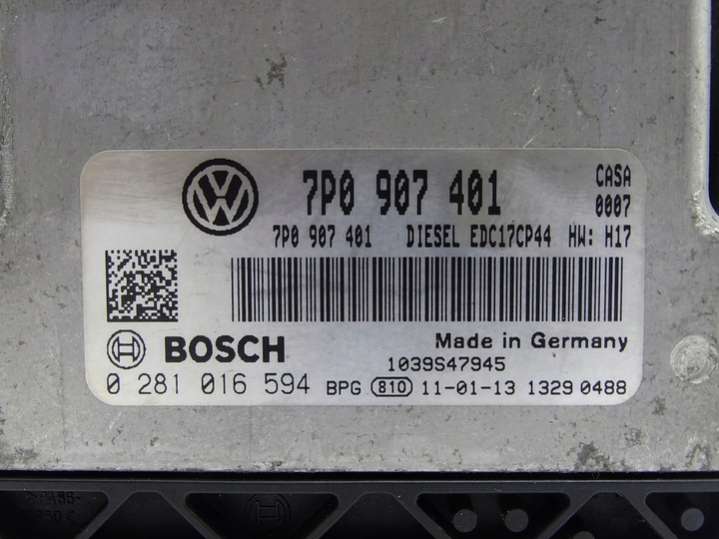 7P0 907 401
CASA
0007
7P0 907 401 DIESEL EDC17CP44 HW: H17
BOSCH
Made in Germany
1039S47945
0 281 016 594 BPG 810 11-01-13 1329 0488